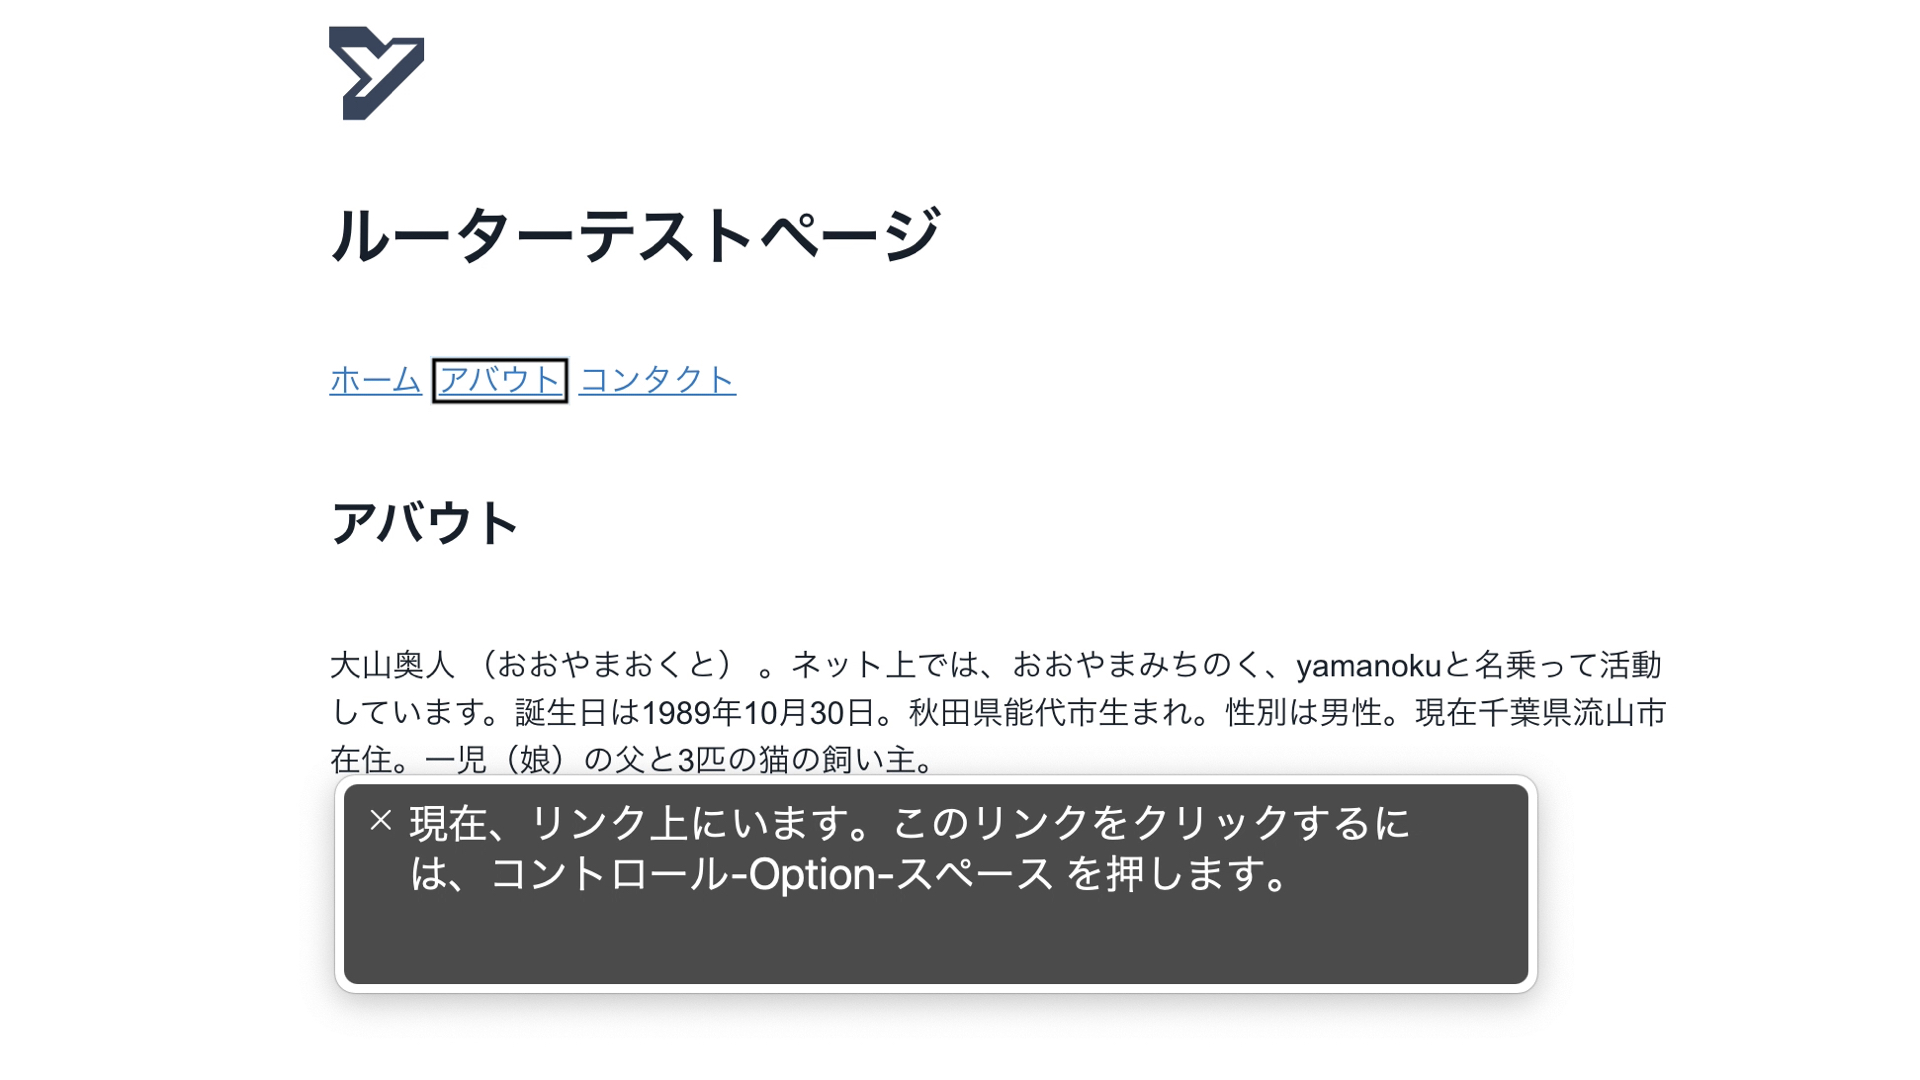 ルーターテストページ
ホーム アバウト コンタクト
アバウト
大山奥人 （おおやまおくと） 。ネット上では、おおやまみちのく、yamanokuと名乗って活動
しています。誕生日は1989年10月30日。秋田県能代市生まれ。性別は男性。現在千葉県流山市
在住。一児（娘）の父と3匹の猫の飼い主。
× 現在、リンク上にいます。このリンクをクリックするに
は、コントロール-Option-スペース を押します。